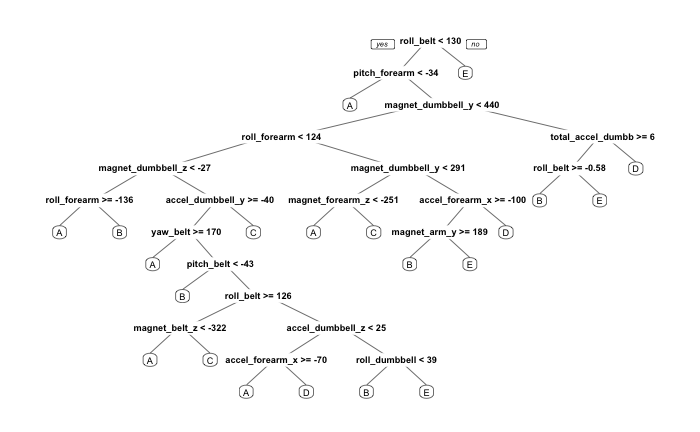 yes roll_belt < 130 no
pitch_forearm < -34 E
A magnet_dumbbell_y < 440
roll_forearm < 124 total_accel_dumbb >= 6
magnet_dumbbell_z < -27 magnet_dumbbell_y < 291 roll_belt >= -0.58 D
roll_forearm >= -136 accel_dumbbell_y >= -40 magnet_forearm_z < -251 accel_forearm_x >= -100 B E
A B yaw_belt >= 170 C A C magnet_arm_y >= 189 D
A pitch_belt < -43 B E
B roll_belt >= 126
magnet_belt_z < -322 accel_dumbbell_z < 25
A C accel_forearm_x >= -70 roll_dumbbell < 39
A D B E